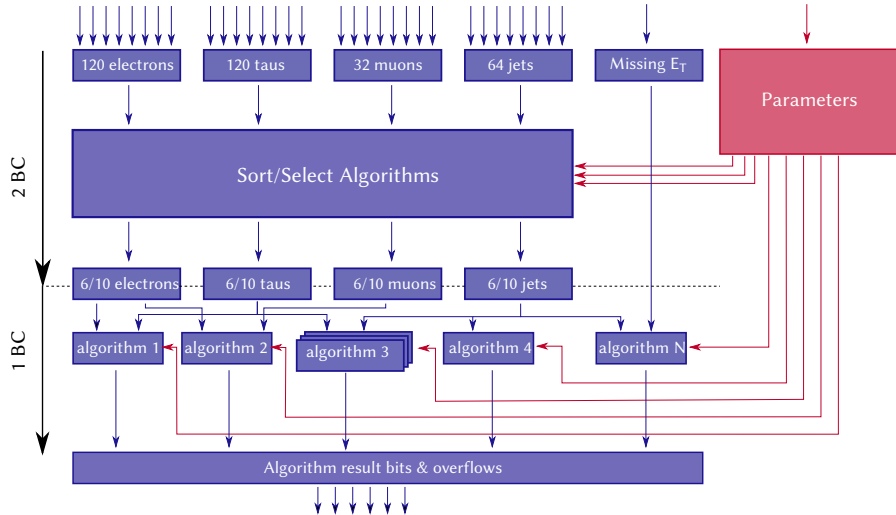 120 electrons
120 taus
32 muons
64 jets
Missing E_T
Parameters
2 BC
Sort/Select Algorithms
6/10 electrons
6/10 taus
6/10 muons
6/10 jets
1 BC
algorithm 1
algorithm 2
algorithm 3
algorithm 4
algorithm N
Algorithm result bits & overflows